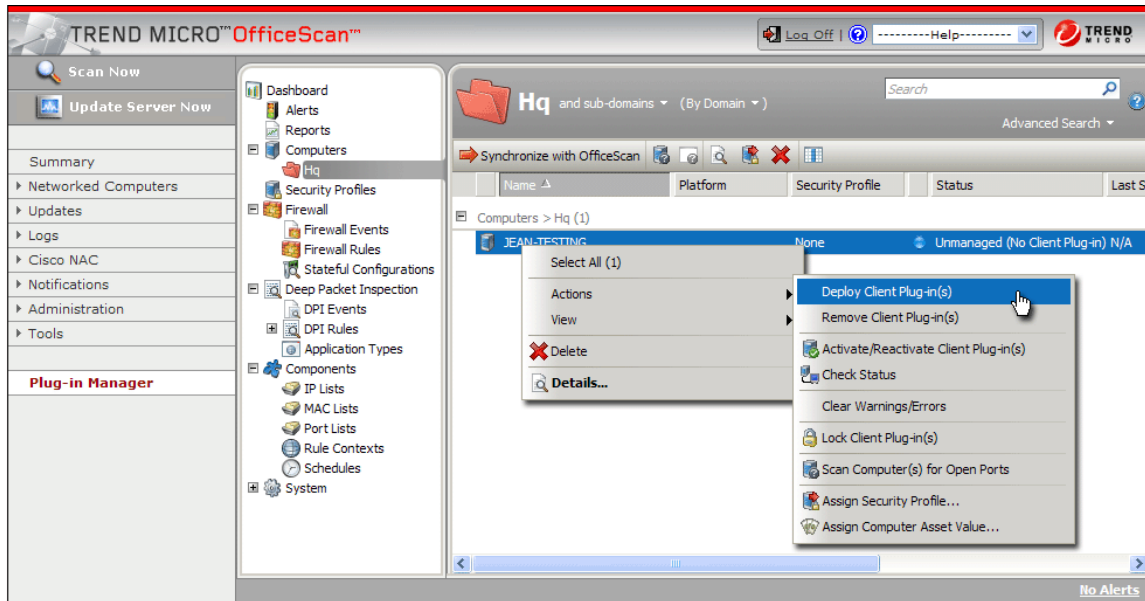 TREND MICRO™ OfficeScan™
Log Off | ? ---------Help---------
TREND MICRO
Scan Now
Update Server Now
Summary
Networked Computers
Updates
Logs
Cisco NAC
Notifications
Administration
Tools
Plug-in Manager
Dashboard
Alerts
Reports
Computers
Hq
Security Profiles
Firewall
Firewall Events
Firewall Rules
Stateful Configurations
Deep Packet Inspection
DPI Events
DPI Rules
Application Types
Components
IP Lists
MAC Lists
Port Lists
Rule Contexts
Schedules
System
Hq and sub-domains (By Domain)
Search
Advanced Search
Synchronize with OfficeScan
Name Platform Security Profile Status Last S
Computers > Hq (1)
JEAN-TESTING None Unmanaged (No Client Plug-in) N/A
Select All (1)
Actions
View
Delete
Details...
Deploy Client Plug-in(s)
Remove Client Plug-in(s)
Activate/Reactivate Client Plug-in(s)
Check Status
Clear Warnings/Errors
Lock Client Plug-in(s)
Scan Computer(s) for Open Ports
Assign Security Profile...
Assign Computer Asset Value...
No Alerts